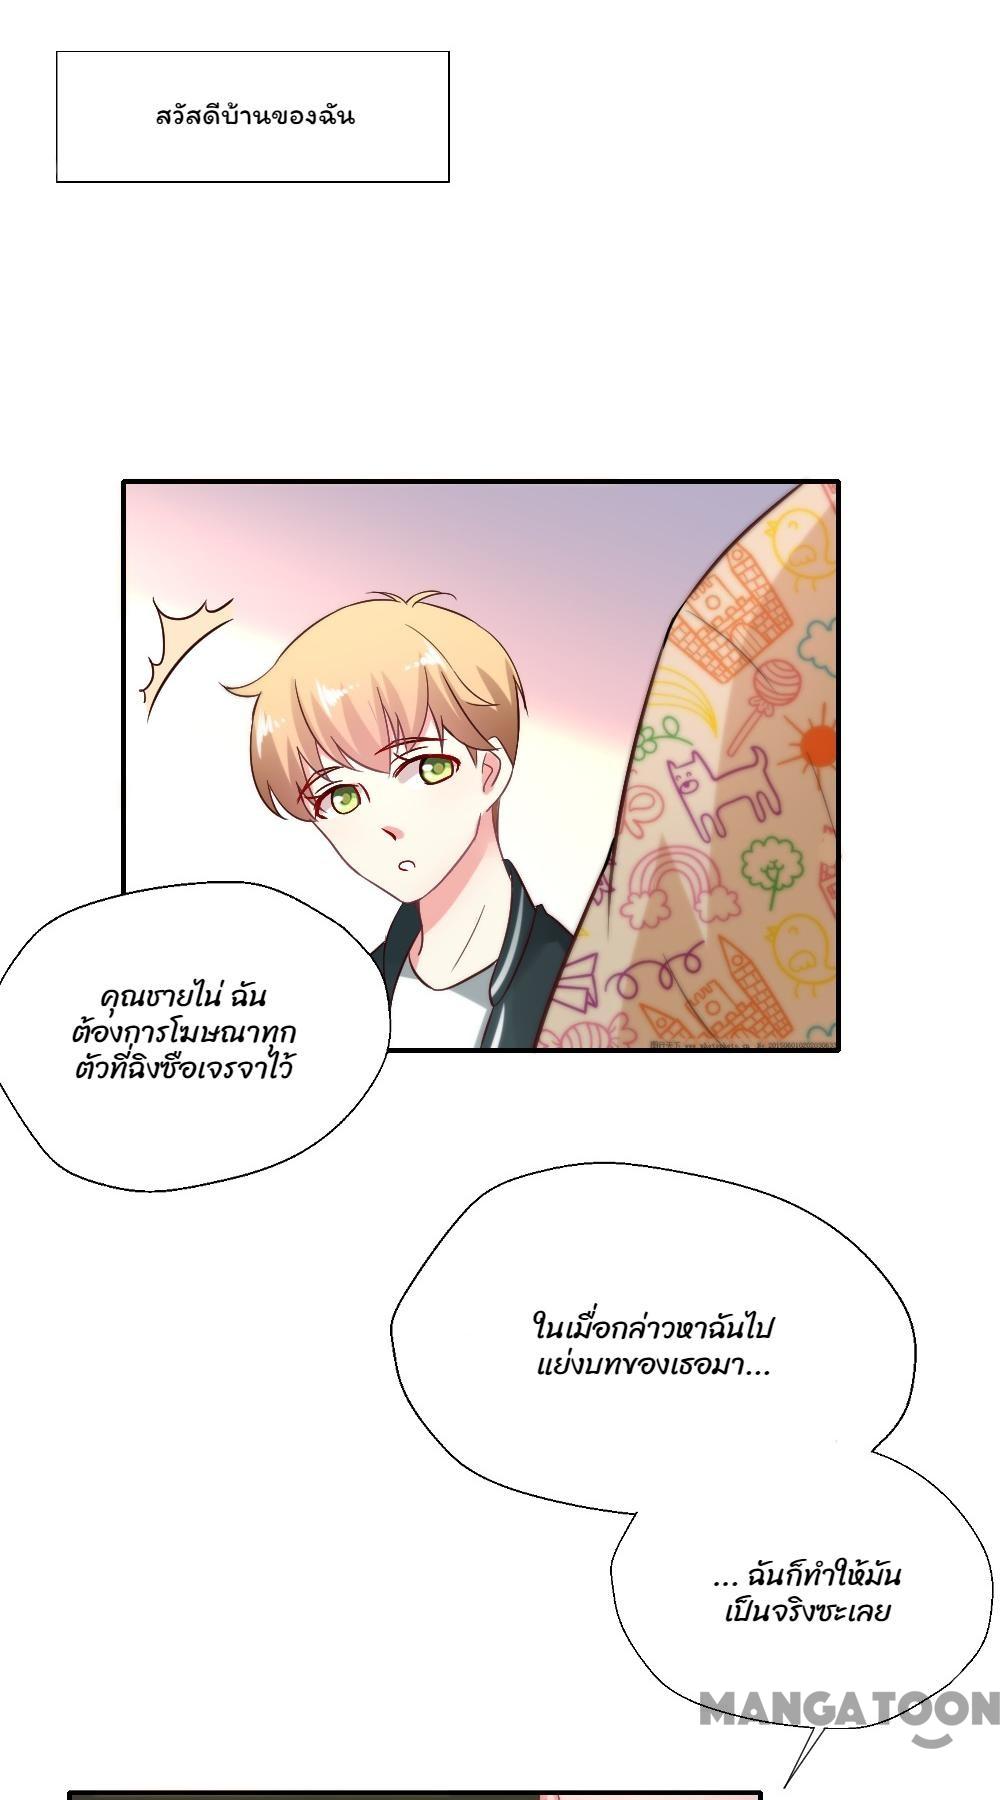 สวัสดีบ้านของฉัน
คุณชายไน่ ฉัน
ต้องการโฆษณาทุก
ตัวที่ฉิงซือเจรจาไว้
ในเมื่อกล่าวหาฉันไป
แย่งบทของเธอมา...
... ฉันก็ทำให้มัน
เป็นจริงซะเลย
MANGATOON